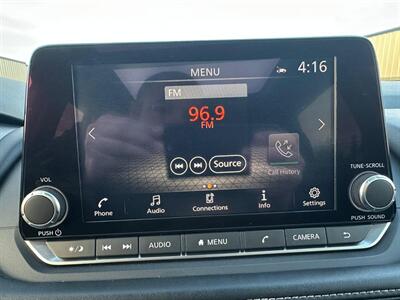 MENU
4:16
FM
96.9
FM
Source
Call History
Phone
Audio
Connections
Info
Settings
VOL
PUSH
TUNE·SCROLL
PUSH SOUND
AUDIO
MENU
CAMERA